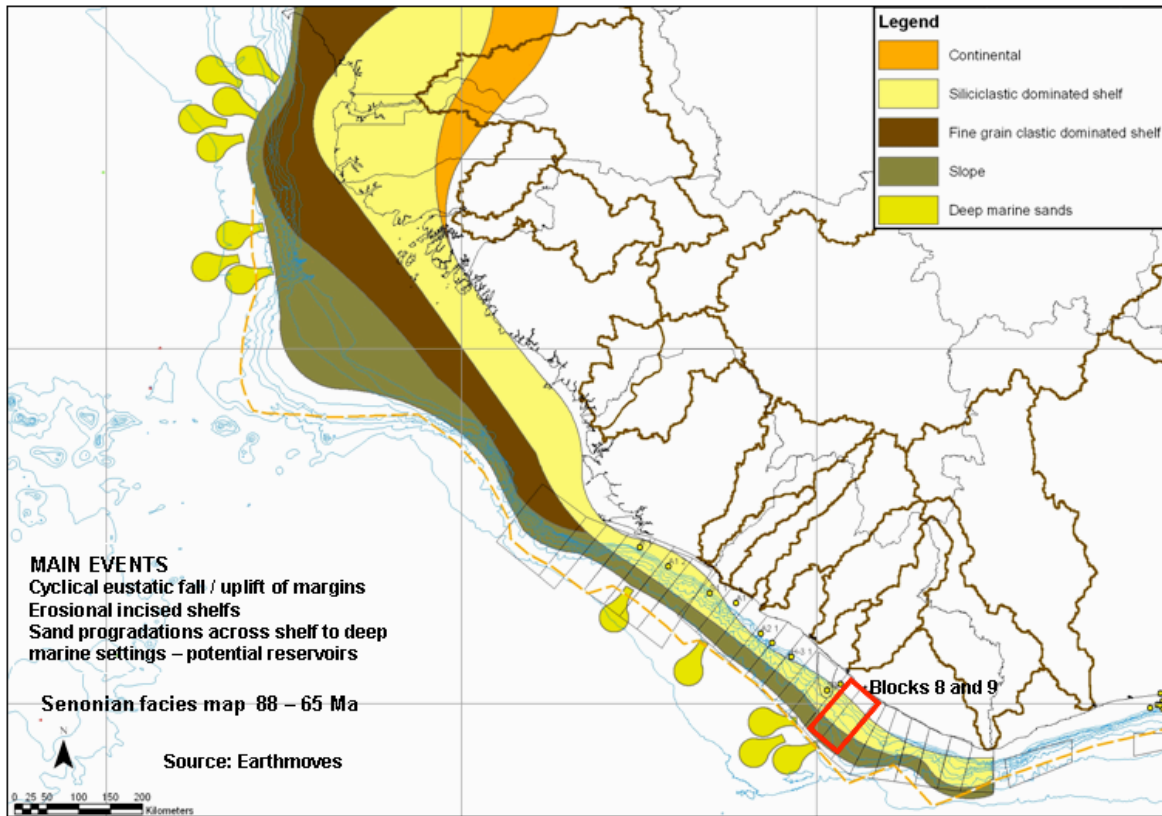 Legend
Continental
Siliciclastic dominated shelf
Fine grain clastic dominated shelf
Slope
Deep marine sands
MAIN EVENTS
Cyclical eustatic fall / uplift of margins
Erosional incised shelfs
Sand progradations across shelf to deep
marine settings – potential reservoirs
Blocks 8 and 9
Senonian facies map 88 – 65 Ma
N
Source: Earthmoves
0 25 50 100 150 200
Kilometers